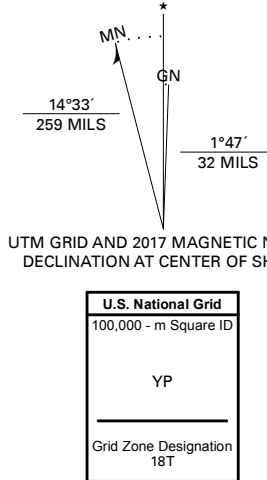 MN
GN
14°33´
259 MILS
1°47´
32 MILS
UTM GRID AND 2017 MAGNETIC
DECLINATION AT CENTER OF
U.S. National Grid
100,000 - m Square ID
YP
Grid Zone Designation
18T